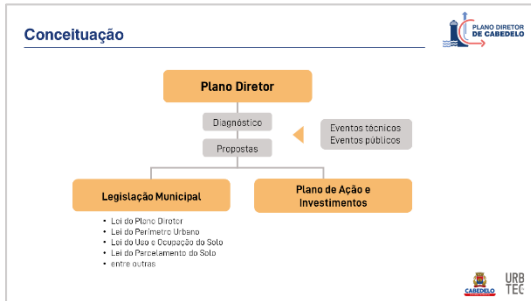 Conceituação
PLANO DIRETOR
DE CABEDELO
Plano Diretor
Diagnóstico
Propostas
Eventos técnicos
Eventos públicos
Legislação Municipal
Plano de Ação e
Investimentos
• Lei do Plano Diretor
• Lei do Perímetro Urbano
• Lei do Uso e Ocupação do Solo
• Lei do Parcelamento do Solo
• entre outras
CABEDELO
URB
TEC